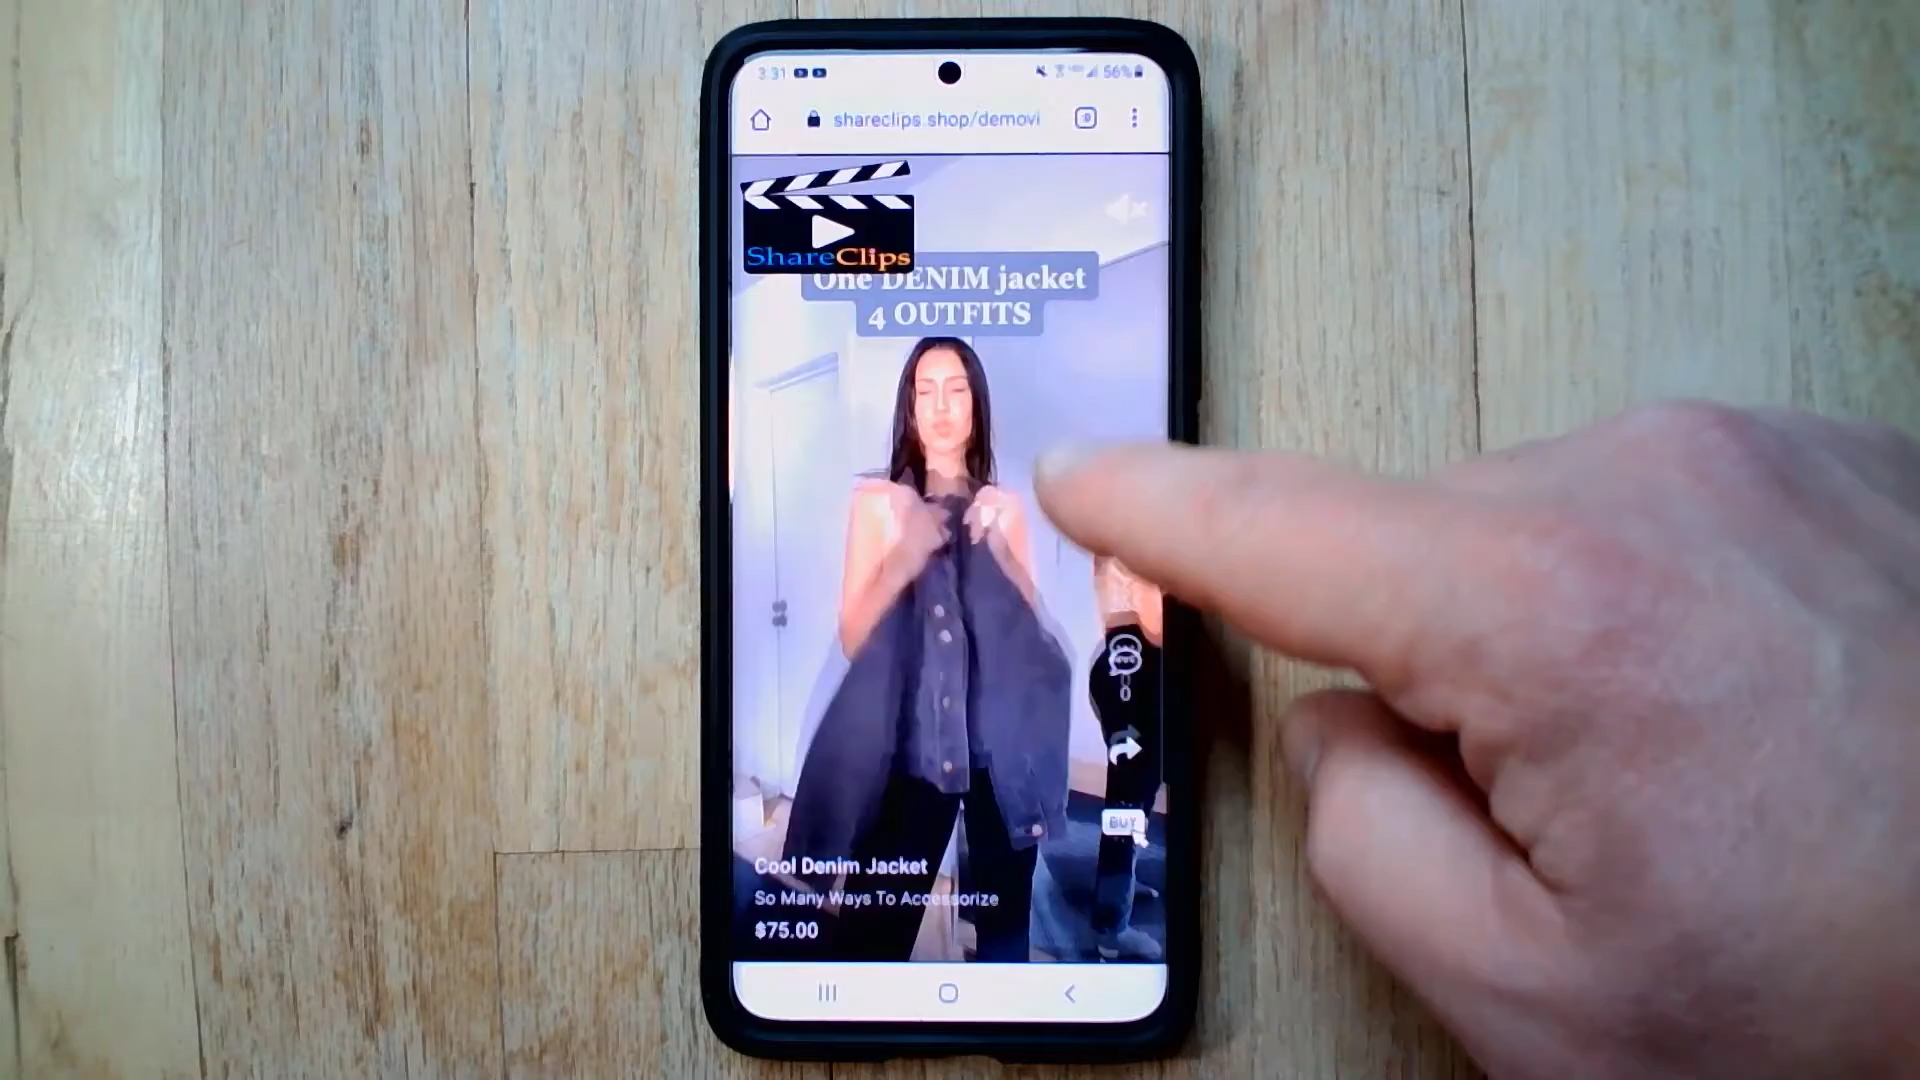 3:31
56%
shareclips.shop/demovi
ShareClips
One DENIM jacket
4 OUTFITS
0
BUY
Cool Denim Jacket
So Many Ways To Accessorize
$75.00